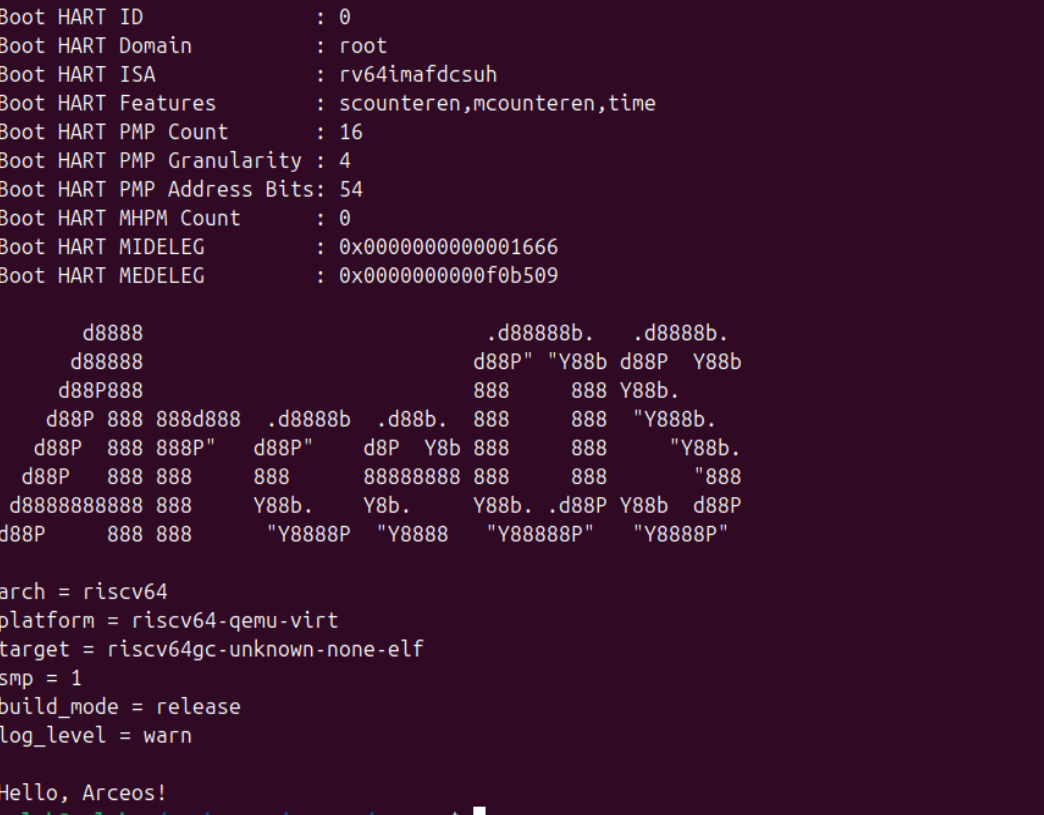 Boot HART ID             : 0
Boot HART Domain         : root
Boot HART ISA            : rv64imafdcsuh
Boot HART Features       : scounteren,mcounteren,time
Boot HART PMP Count      : 16
Boot HART PMP Granularity : 4
Boot HART PMP Address Bits: 54
Boot HART MHPM Count     : 0
Boot HART MIDELEG        : 0x0000000000001666
Boot HART MEDELEG        : 0x0000000000f0b509
       d8888                            .d88888b.   .d8888b.
      d88888                           d88P" "Y88b d88P  Y88b
     d88P888                           888     888 Y88b.
    d88P 888 888d888  .d8888b  .d88b.  888     888  "Y888b.
   d88P  888 888P"   d88P"    d8P  Y8b 888     888     "Y88b.
  d88P   888 888     888      88888888 888     888       "888
 d8888888888 888     Y88b.    Y8b.     Y88b. .d88P Y88b  d88P
d88P     888 888      "Y8888P  "Y8888   "Y88888P"   "Y8888P"
arch = riscv64
platform = riscv64-qemu-virt
target = riscv64gc-unknown-none-elf
smp = 1
build_mode = release
log_level = warn
Hello, Arceos!